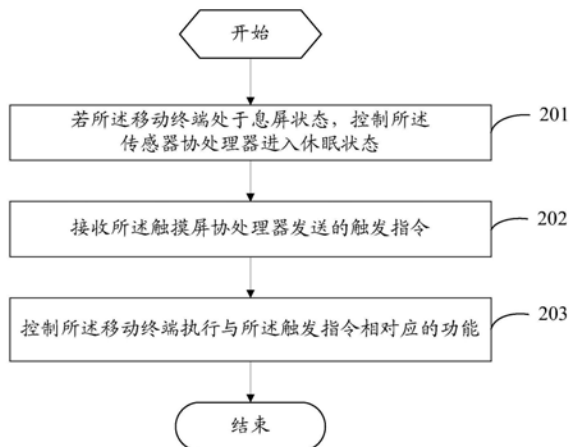 开始
若所述移动终端处于息屏状态，控制所述
传感器协处理器进入休眠状态
201
接收所述触摸屏协处理器发送的触发指令
202
控制所述移动终端执行与所述触发指令相对应的功能
203
结束